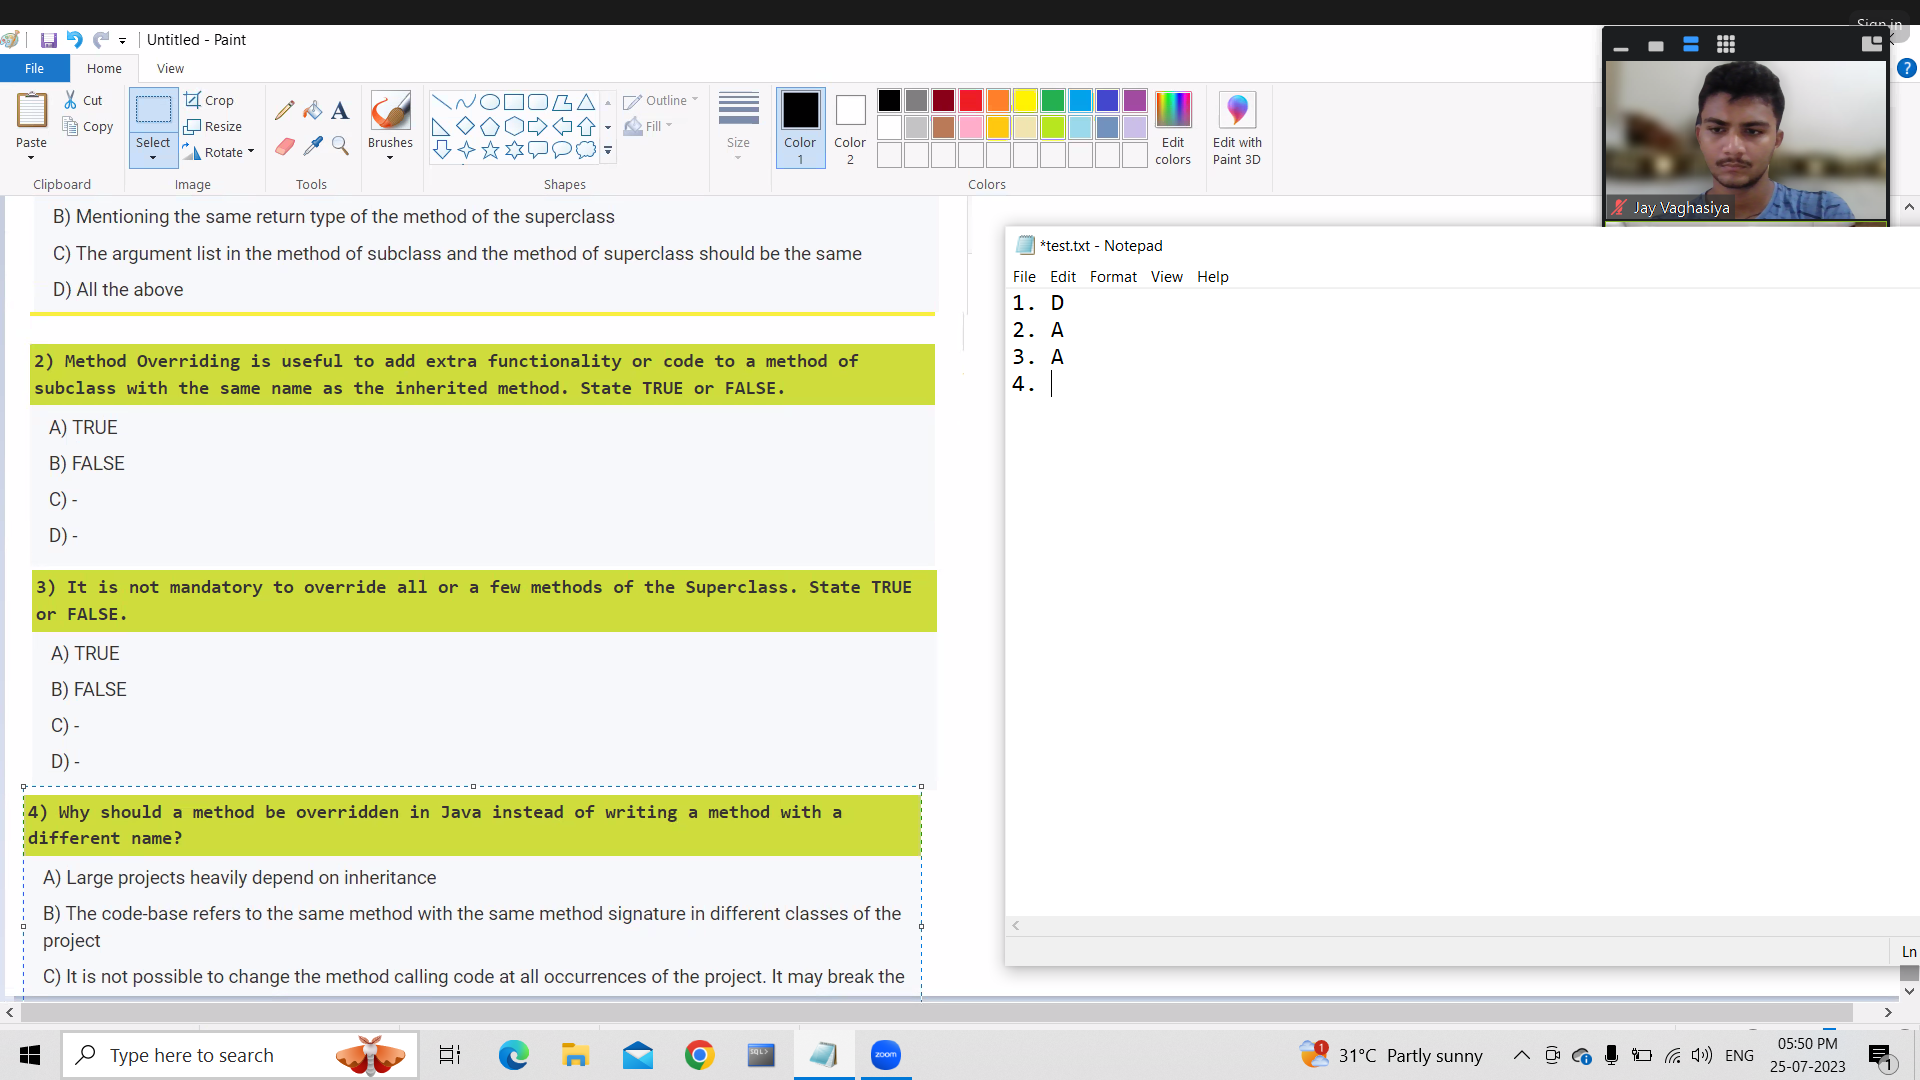 Sign in
Untitled - Paint
File
Home
View
Paste
Cut
Copy
Clipboard
Select
Crop
Resize
Rotate
Image
A
Tools
Brushes
Shapes
Outline
Fill
Size
Color
1
Color
2
Colors
Edit
colors
Edit with
Paint 3D
?
Jay Vaghasiya
B) Mentioning the same return type of the method of the superclass
C) The argument list in the method of subclass and the method of superclass should be the same
D) All the above
2) Method Overriding is useful to add extra functionality or code to a method of
subclass with the same name as the inherited method. State TRUE or FALSE.
A) TRUE
B) FALSE
C) -
D) -
3) It is not mandatory to override all or a few methods of the Superclass. State TRUE
or FALSE.
A) TRUE
B) FALSE
C) -
D) -
4) Why should a method be overridden in Java instead of writing a method with a
different name?
A) Large projects heavily depend on inheritance
B) The code-base refers to the same method with the same method signature in different classes of the
project
C) It is not possible to change the method calling code at all occurrences of the project. It may break the
*test.txt - Notepad
File Edit Format View Help
1. D
2. A
3. A
4.
Ln
Type here to search
SQL>
zoom
1
31°C Partly sunny
ENG
05:50 PM
25-07-2023
1